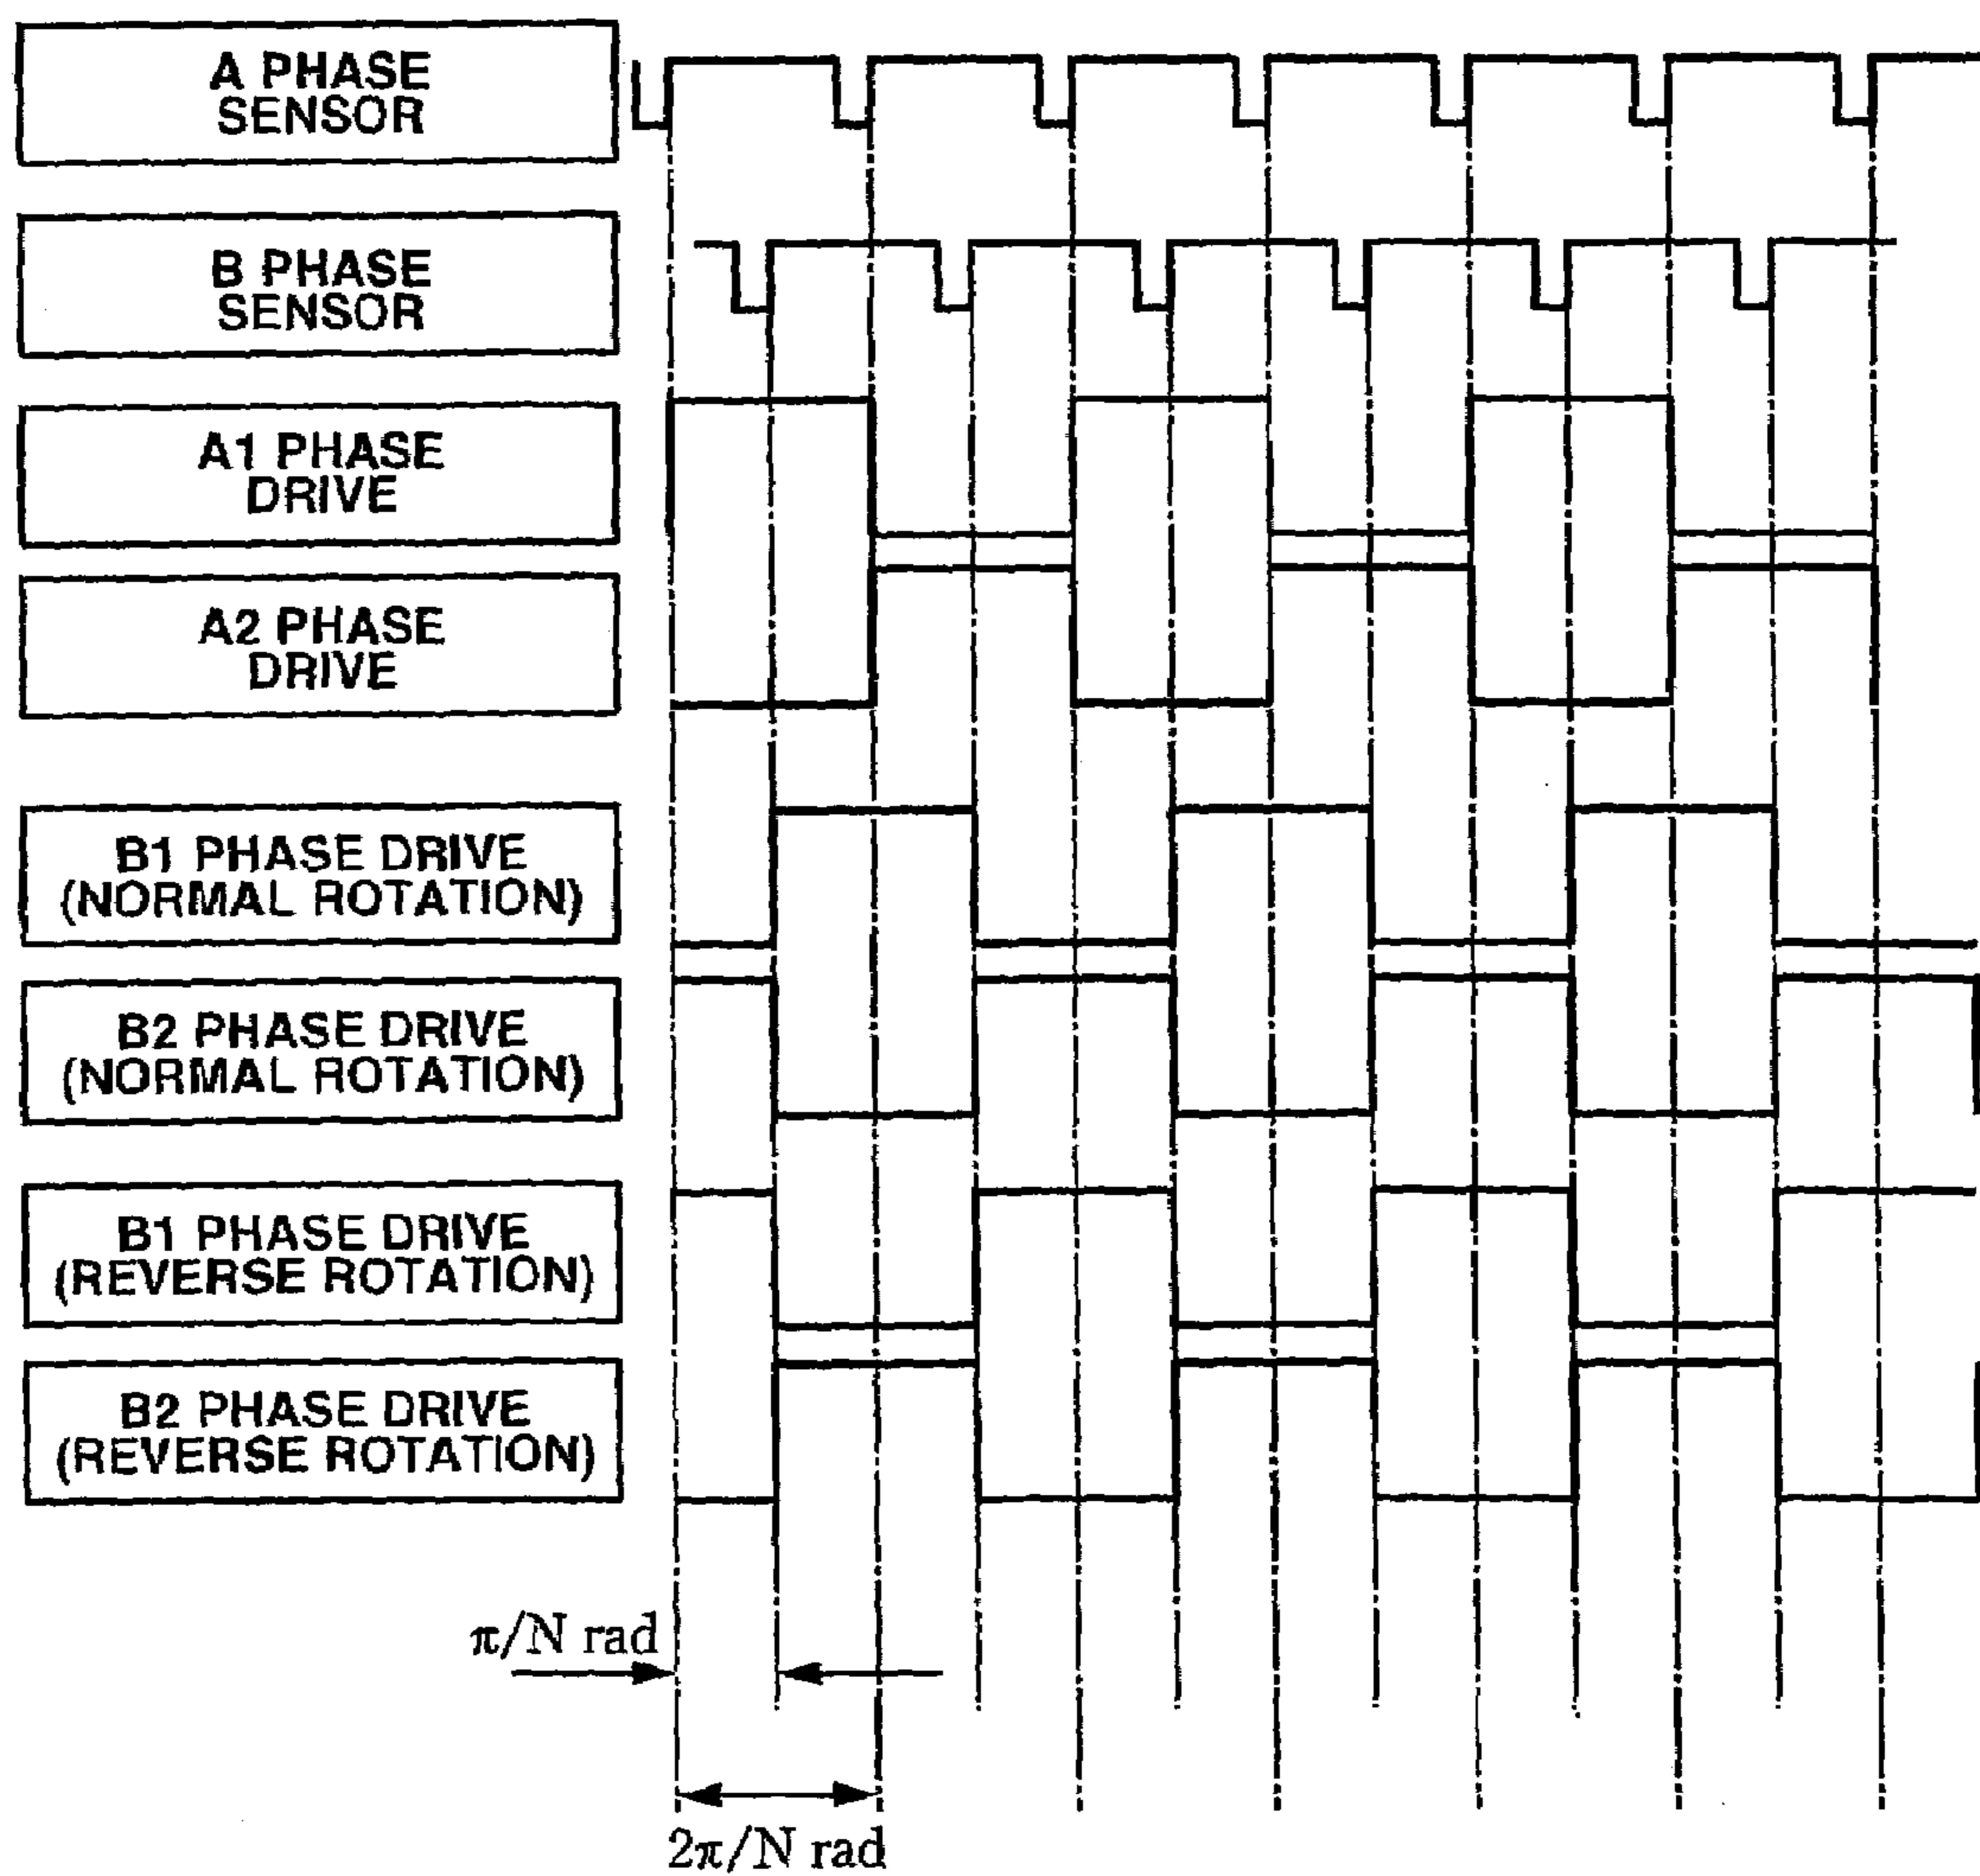 A PHASE
SENSOR
B PHASE
SENSOR
A1 PHASE
DRIVE
A2 PHASE
DRIVE
B1 PHASE DRIVE
(NORMAL ROTATION)
B2 PHASE DRIVE
(NORMAL ROTATION)
B1 PHASE DRIVE
(REVERSE ROTATION)
B2 PHASE DRIVE
(REVERSE ROTATION)
π/N rad
2π/N rad